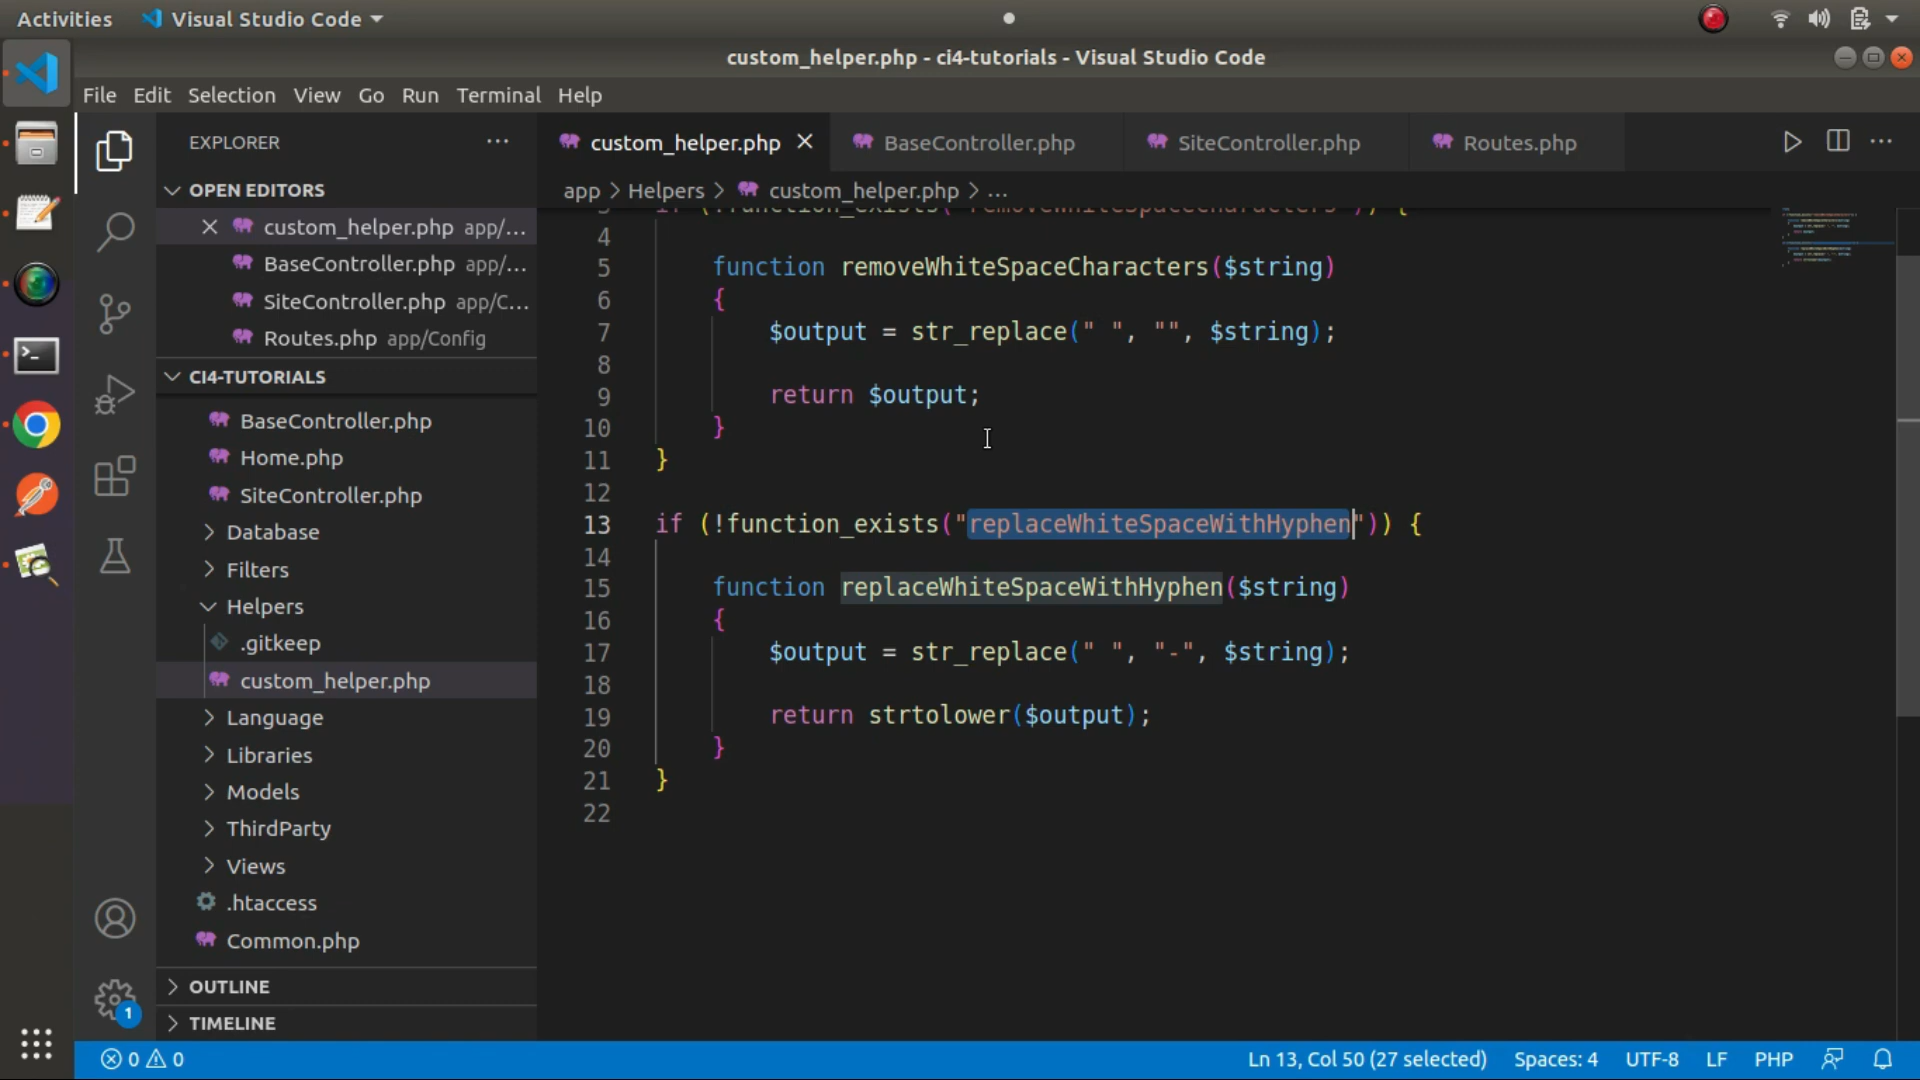 Activities
Visual Studio Code
custom_helper.php - ci4-tutorials - Visual Studio Code
File Edit Selection View Go Run Terminal Help
EXPLORER
OPEN EDITORS
custom_helper.php app/...
BaseController.php app/...
SiteController.php app/C...
Routes.php app/Config
CI4-TUTORIALS
BaseController.php
Home.php
SiteController.php
Database
Filters
Helpers
.gitkeep
custom_helper.php
Language
Libraries
Models
ThirdParty
Views
.htaccess
Common.php
OUTLINE
TIMELINE
1
custom_helper.php BaseController.php SiteController.php Routes.php
app > Helpers > custom_helper.php > ...
3 if (!function_exists("removeWhiteSpaceCharacters")) {
4
5 function removeWhiteSpaceCharacters($string)
6 {
7 $output = str_replace(" ", "", $string);
8
9 return $output;
10 }
11 }
12
13 if (!function_exists("replaceWhiteSpaceWithHyphen")) {
14
15 function replaceWhiteSpaceWithHyphen($string)
16 {
17 $output = str_replace(" ", "-", $string);
18
19 return strtolower($output);
20 }
21 }
22
0 0
Ln 13, Col 50 (27 selected) Spaces: 4 UTF-8 LF PHP